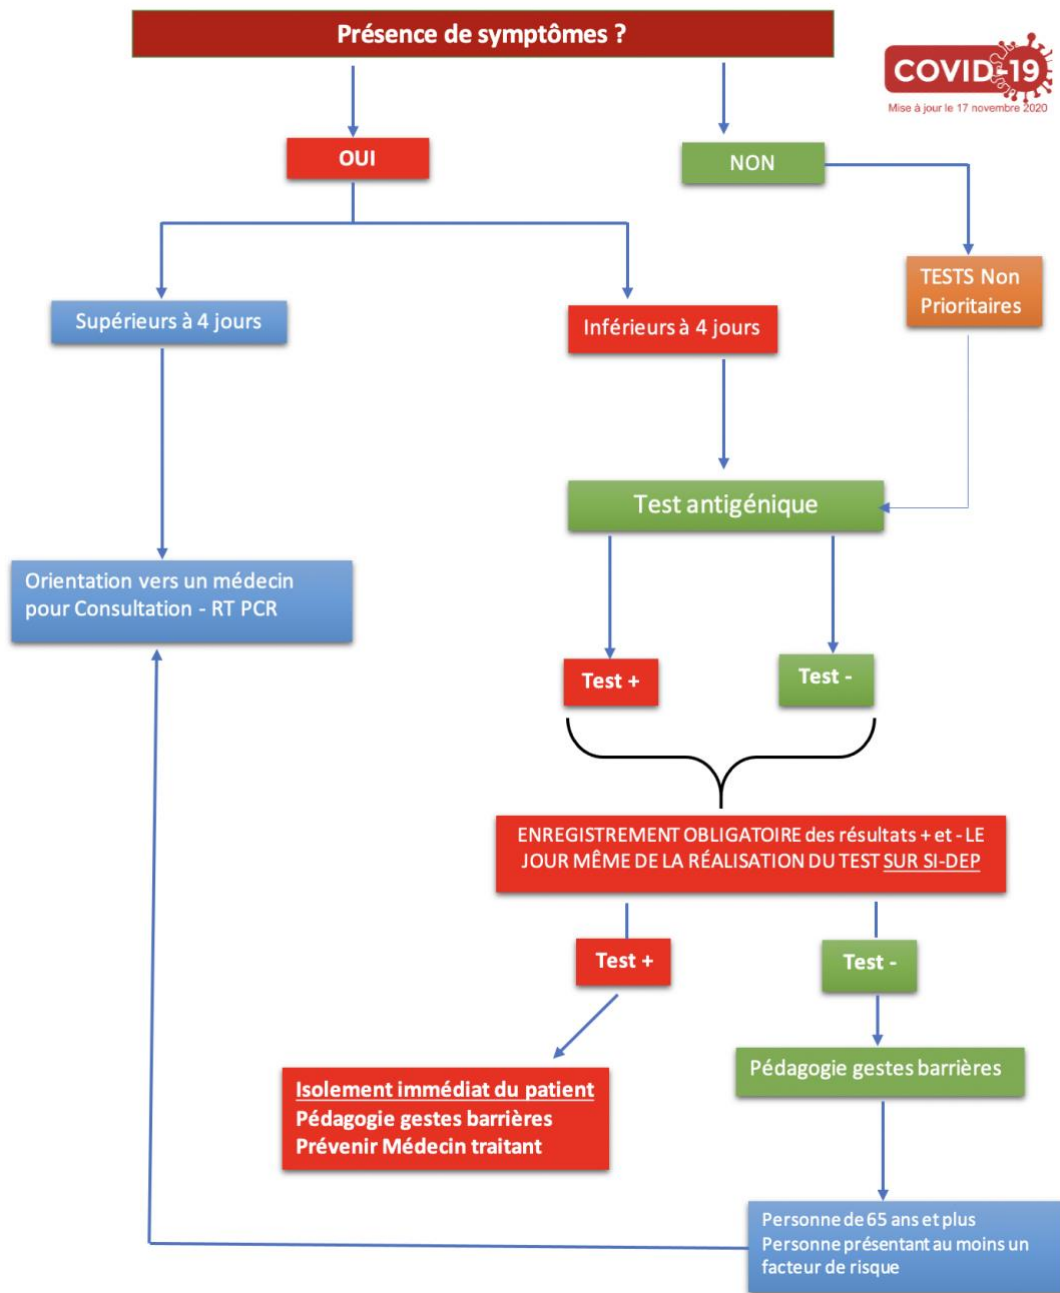 Présence de symptômes ?
COVID-19
Mise à jour le 17 novembre 2020
OUI
NON
TESTS Non
Prioritaires
Supérieurs à 4 jours
Inférieurs à 4 jours
Test antigénique
Orientation vers un médecin
pour Consultation - RT PCR
Test +
Test -
ENREGISTREMENT OBLIGATOIRE des résultats + et - LE
JOUR MÊME DE LA RÉALISATION DU TEST SUR SI-DEP
Test +
Test -
Isolement immédiat du patient
Pédagogie gestes barrières
Prévenir Médecin traitant
Pédagogie gestes barrières
Personne de 65 ans et plus
Personne présentant au moins un
facteur de risque